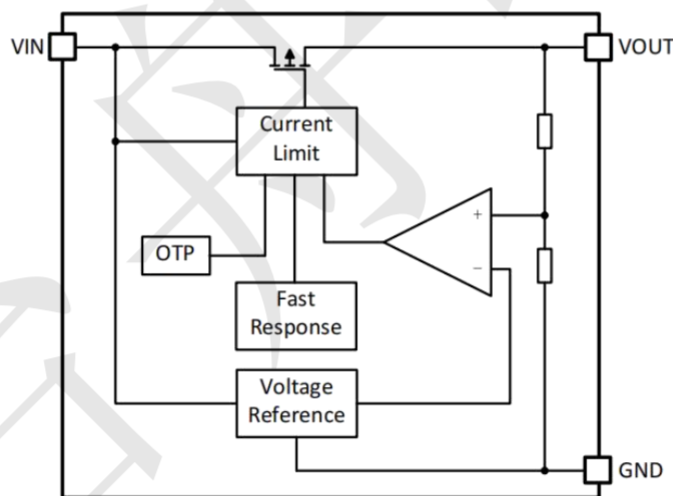 VIN
VOUT
Current
Limit
+
OTP
−
Fast
Response
Voltage
Reference
GND